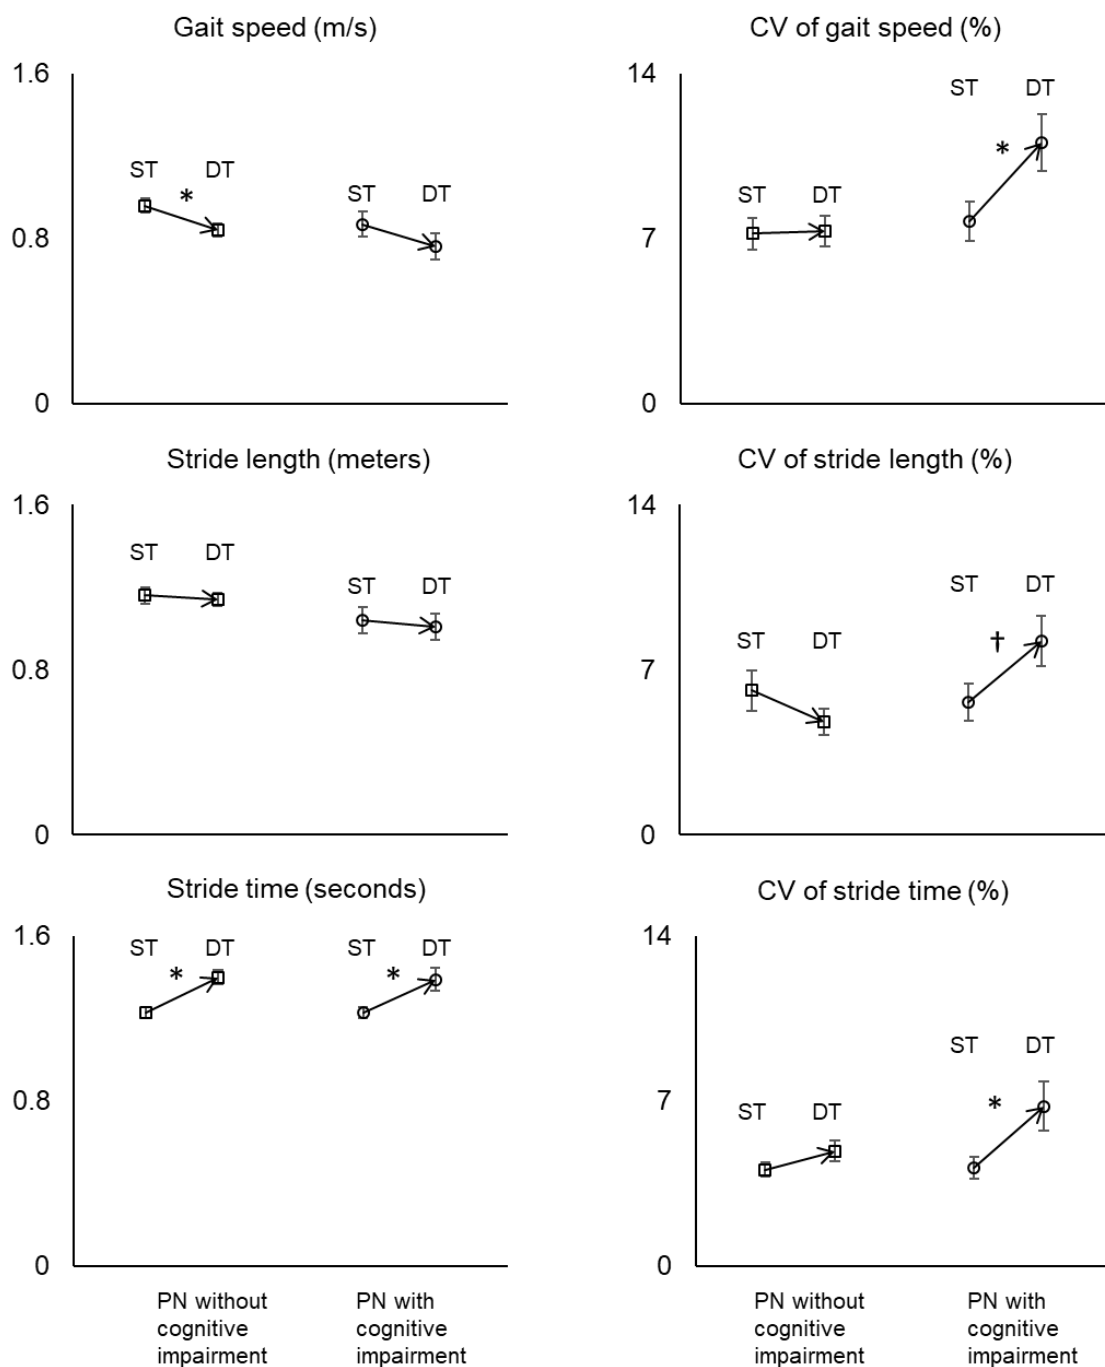 Gait speed (m/s)
1.6
ST DT
*
ST DT
0.8
0
CV of gait speed (%)
14
ST DT
*
ST DT
7
0
Stride length (meters)
1.6
ST DT
ST DT
0.8
0
CV of stride length (%)
14
ST DT
†
ST DT
7
0
Stride time (seconds)
1.6
ST DT ST DT
* *
0.8
0
CV of stride time (%)
14
ST DT
*
ST DT
7
0
PN without
cognitive
impairment
PN with
cognitive
impairment
PN without
cognitive
impairment
PN with
cognitive
impairment